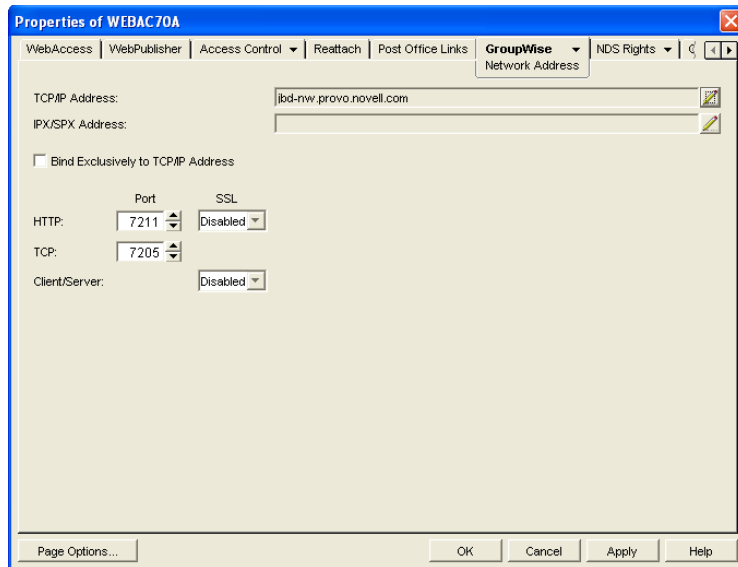 Properties of WEBAC70A
WebAccess WebPublisher Access Control Reattach Post Office Links GroupWise NDS Rights
Network Address
TCP/IP Address: jbd-nw.provo.novell.com
IPX/SPX Address:
Bind Exclusively to TCP/IP Address
Port SSL
HTTP: 7211 Disabled
TCP: 7205
Client/Server: Disabled
Page Options... OK Cancel Apply Help